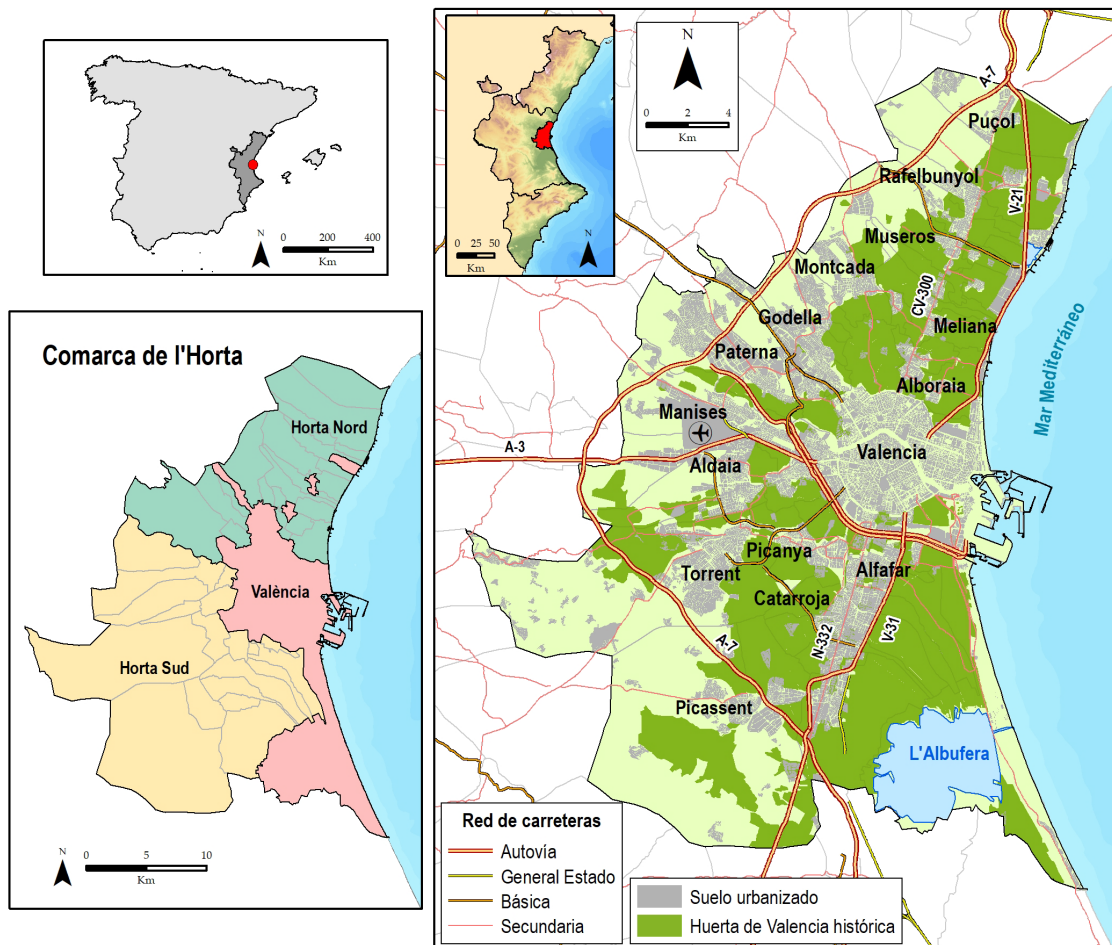 N
0 200 400
Km
N
0 25 50
Km
N
0 2 4
Km
Comarca de l'Horta
Horta Nord
València
Horta Sud
N
0 5 10
Km
A-7
Puçol
Rafelbunyol
V-21
Museros
Montcada
CV-300
Godella
Meliana
Mar Mediterráneo
Paterna
Alboraia
Manises
A-3
Aldaia
Valencia
Picanya
Torrent
Alfafar
Catarroja
A-7
N-332
V-31
Picassent
L'Albufera
Red de carreteras
Autovía
General Estado
Básica
Secundaria
Suelo urbanizado
Huerta de Valencia histórica